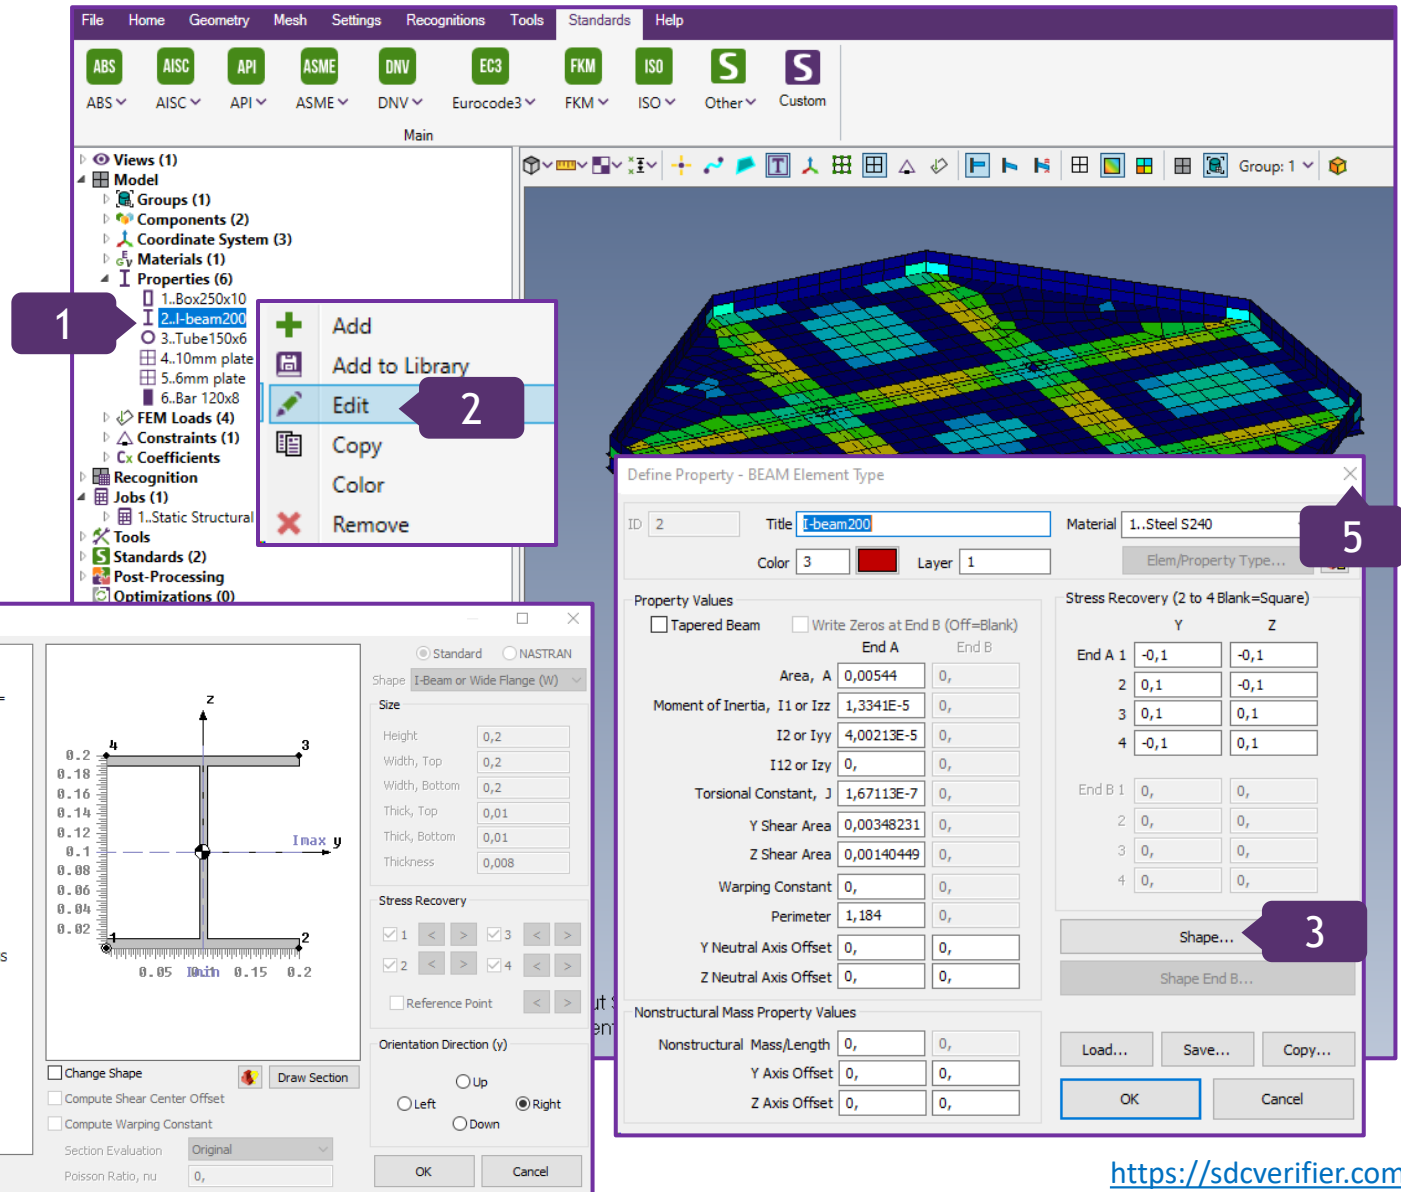 File Home Geometry Mesh Settings Recognitions Tools Standards Help
ABS AISC API ASME DNV EC3 FKM ISO S S
ABS AISC API ASME DNV Eurocode3 FKM ISO Other Custom
Main
Views (1)
Model
Groups (1)
Components (2)
Coordinate System (3)
Materials (1)
Properties (6)
1..Box250x10
2..I-beam200
3..Tube150x6
4..10mm plate
5..6mm plate
6..Bar 120x8
FEM Loads (4)
Constraints (1)
Cx Coefficients
Recognition
Jobs (1)
1..Static Structural
Tools
Standards (2)
Post-Processing
Optimizations (0)
Group: 1
1
Add
Add to Library
Edit
2
Copy
Color
Remove
Define Property - BEAM Element Type
ID 2 Title I-beam200 Material 1..Steel S240
5
Color 3 Layer 1 Elem/Property Type...
Property Values
Tapered Beam Write Zeros at End B (Off=Blank)
End A End B
Area, A 0,00544 0,
Moment of Inertia, I1 or Izz 1,3341E-5 0,
I2 or Iyy 4,00213E-5 0,
I12 or Izy 0, 0,
Torsional Constant, J 1,67113E-7 0,
Y Shear Area 0,00348231 0,
Z Shear Area 0,00140449 0,
Warping Constant 0, 0,
Perimeter 1,184 0,
Y Neutral Axis Offset 0, 0,
Z Neutral Axis Offset 0, 0,
Nonstructural Mass Property Values
Nonstructural Mass/Length 0, 0,
Y Axis Offset 0, 0,
Z Axis Offset 0, 0,
Stress Recovery (2 to 4 Blank=Square)
Y Z
End A 1 -0,1 -0,1
2 0,1 -0,1
3 0,1 0,1
4 -0,1 0,1
End B 1 0, 0,
2 0, 0,
3 0, 0,
4 0, 0,
Shape...
3
Shape End B...
Load... Save... Copy...
OK Cancel
Standard NASTRAN
Shape I-Beam or Wide Flange (W)
Size
Height 0,2
Width, Top 0,2
Width, Bottom 0,2
Thick, Top 0,01
Thick, Bottom 0,01
Thickness 0,008
Stress Recovery
1 < > 3 < >
2 < > 4 < >
Reference Point < >
Orientation Direction (y)
Up
Left Right
Down
OK Cancel
z
4 3
0.2
0.18
0.16
0.14
0.12
0.1
0.08
0.06
0.04
0.02
Imax y
1 2
0.05 0.15 0.2
Change Shape Draw Section
Compute Shear Center Offset
Compute Warping Constant
Section Evaluation Original
Poisson Ratio, nu 0,
https://sdcverifier.com